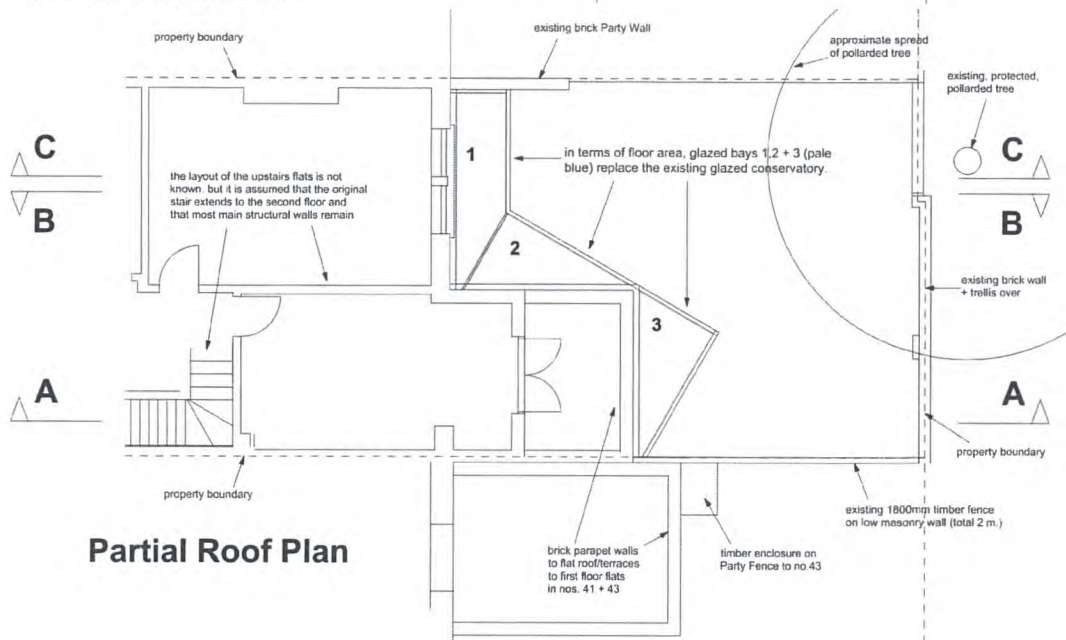 property boundary
existing brick Party Wall
approximate spread
of pollarded tree
existing, protected,
pollarded tree
C
B
the layout of the upstairs flats is not
known. but it is assumed that the original
stair extends to the second floor and
that most main structural walls remain
1
in terms of floor area, glazed bays 1,2 + 3 (pale
blue) replace the existing glazed conservatory.
2
3
C
B
existing brick wall
+ trellis over
A
A
property boundary
property boundary
existing 1800mm timber fence
on low masonry wall (total 2 m.)
Partial Roof Plan
brick parapet walls
to flat roof/terraces
to first floor flats
in nos. 41 + 43
timber enclosure on
Party Fence to no.43